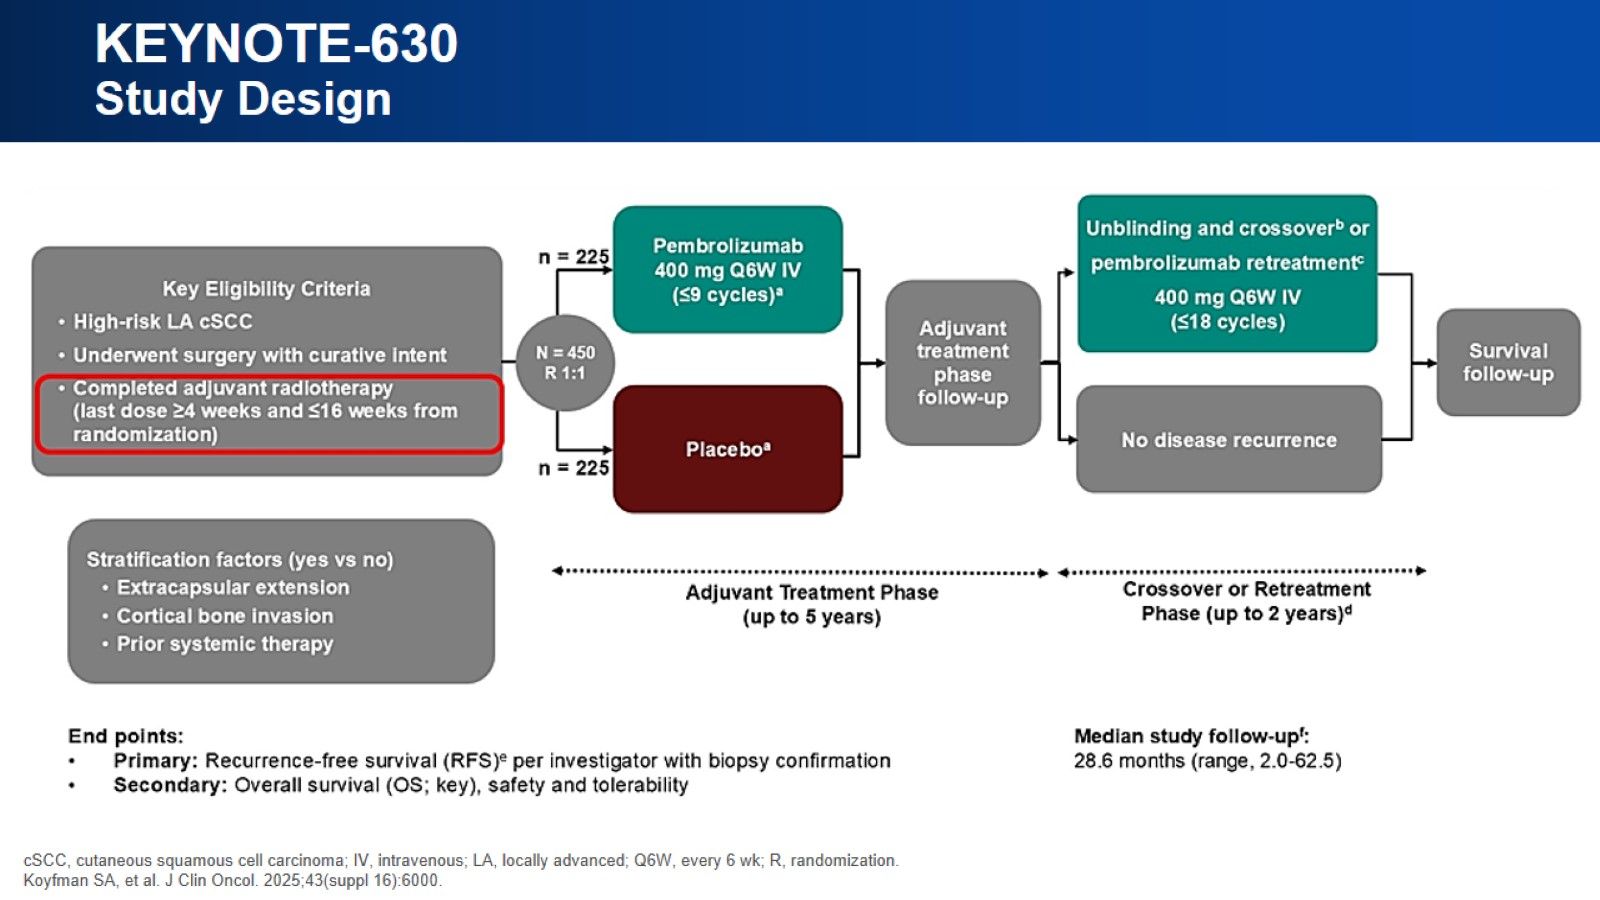 KEYNOTE-630
Study Design
Key Eligibility Criteria
• High-risk LA cSCC
• Underwent surgery with curative intent
• Completed adjuvant radiotherapy
(last dose ≥4 weeks and ≤16 weeks from
randomization)
N = 450
R 1:1
n = 225
n = 225
Pembrolizumab
400 mg Q6W IV
(≤9 cycles)ᵃ
Placeboᵃ
Adjuvant
treatment
phase
follow-up
Unblinding and crossoverᵇ or
pembrolizumab retreatmentᶜ
400 mg Q6W IV
(≤18 cycles)
No disease recurrence
Survival
follow-up
Stratification factors (yes vs no)
• Extracapsular extension
• Cortical bone invasion
• Prior systemic therapy
Adjuvant Treatment Phase
(up to 5 years)
Crossover or Retreatment
Phase (up to 2 years)ᵈ
End points:
• Primary: Recurrence-free survival (RFS)ᵉ per investigator with biopsy confirmation
• Secondary: Overall survival (OS; key), safety and tolerability
Median study follow-upᶠ:
28.6 months (range, 2.0-62.5)
cSCC, cutaneous squamous cell carcinoma; IV, intravenous; LA, locally advanced; Q6W, every 6 wk; R, randomization.
Koyfman SA, et al. J Clin Oncol. 2025;43(suppl 16):6000.